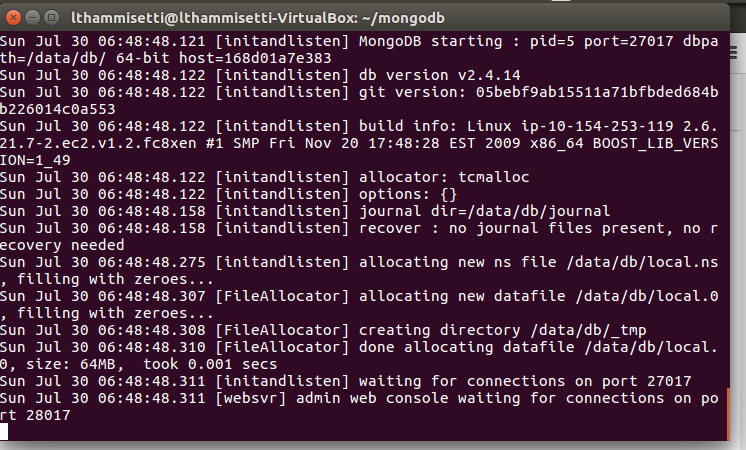 lthammisetti@lthammisetti-VirtualBox: ~/mongodb
Sun Jul 30 06:48:48.121 [initandlisten] MongoDB starting : pid=5 port=27017 dbpa
th=/data/db/ 64-bit host=168d01a7e383
Sun Jul 30 06:48:48.122 [initandlisten] db version v2.4.14
Sun Jul 30 06:48:48.122 [initandlisten] git version: 05bebf9ab15511a71bfbded684b
b226014c0a553
Sun Jul 30 06:48:48.122 [initandlisten] build info: Linux ip-10-154-253-119 2.6.
21.7-2.ec2.v1.2.fc8xen #1 SMP Fri Nov 20 17:48:28 EST 2009 x86_64 BOOST_LIB_VERS
ION=1_49
Sun Jul 30 06:48:48.122 [initandlisten] allocator: tcmalloc
Sun Jul 30 06:48:48.122 [initandlisten] options: {}
Sun Jul 30 06:48:48.158 [initandlisten] journal dir=/data/db/journal
Sun Jul 30 06:48:48.158 [initandlisten] recover : no journal files present, no r
ecovery needed
Sun Jul 30 06:48:48.275 [initandlisten] allocating new ns file /data/db/local.ns
, filling with zeroes...
Sun Jul 30 06:48:48.307 [FileAllocator] allocating new datafile /data/db/local.0
, filling with zeroes...
Sun Jul 30 06:48:48.308 [FileAllocator] creating directory /data/db/_tmp
Sun Jul 30 06:48:48.310 [FileAllocator] done allocating datafile /data/db/local.
0, size: 64MB,  took 0.001 secs
Sun Jul 30 06:48:48.311 [initandlisten] waiting for connections on port 27017
Sun Jul 30 06:48:48.311 [websvr] admin web console waiting for connections on po
rt 28017